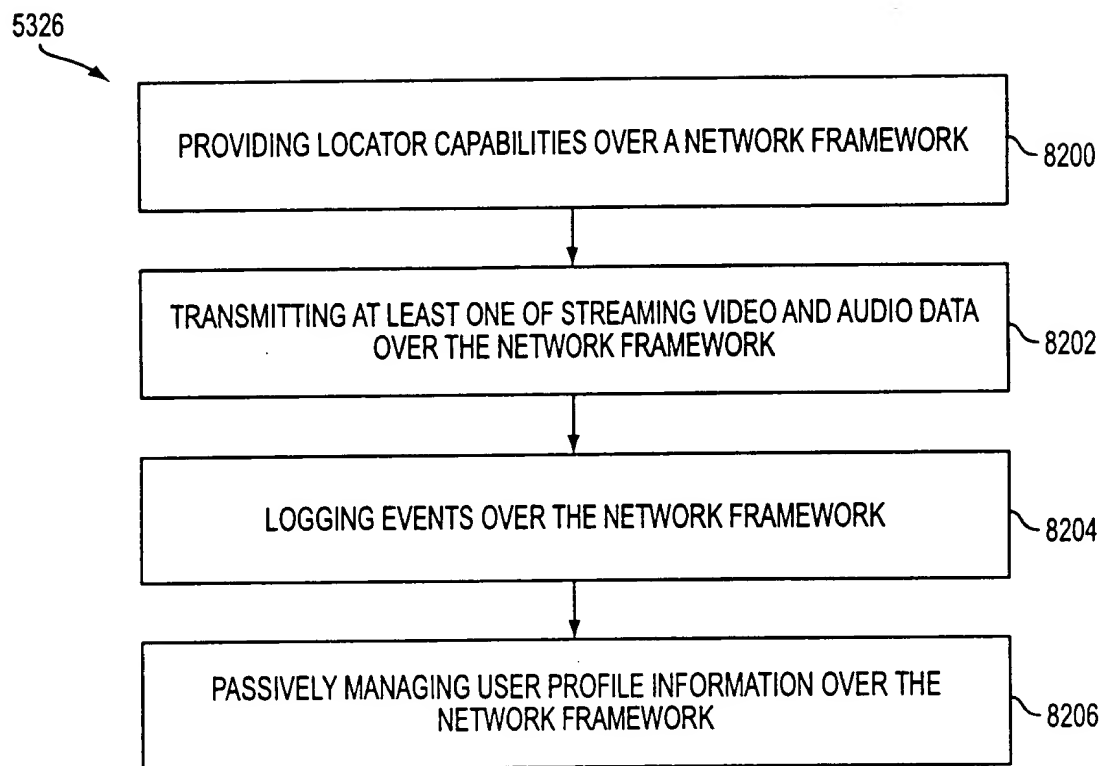 5326
PROVIDING LOCATOR CAPABILITIES OVER A NETWORK FRAMEWORK
8200
TRANSMITTING AT LEAST ONE OF STREAMING VIDEO AND AUDIO DATA
OVER THE NETWORK FRAMEWORK
8202
LOGGING EVENTS OVER THE NETWORK FRAMEWORK
8204
PASSIVELY MANAGING USER PROFILE INFORMATION OVER THE
NETWORK FRAMEWORK
8206